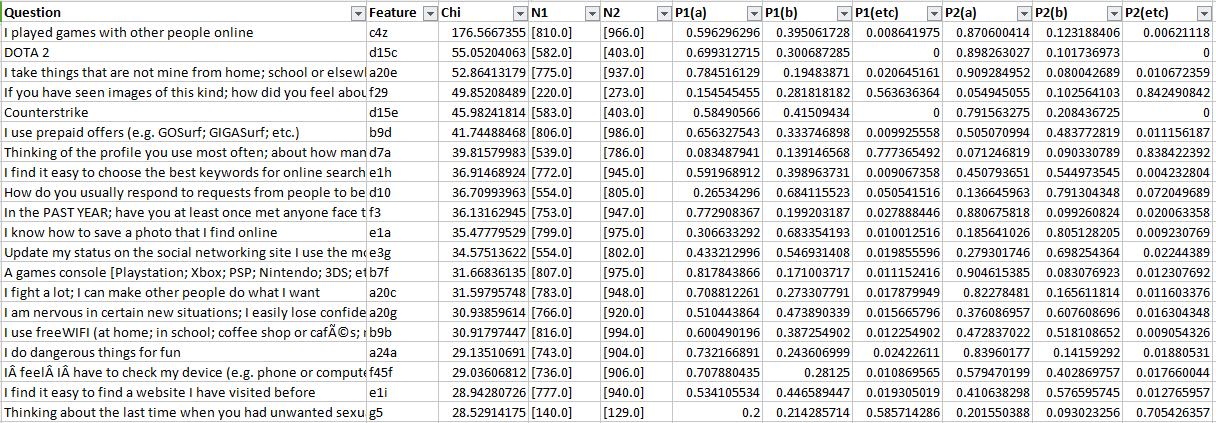 Question Feature Chi N1 N2 P1(a) P1(b) P1(etc) P2(a) P2(b) P2(etc)
I played games with other people online c4z 176.5667355 [810.0] [966.0] 0.596296296 0.395061728 0.008641975 0.870600414 0.123188406 0.00621118
DOTA 2 d15c 55.05204063 [582.0] [403.0] 0.699312715 0.300687285 0 0.898263027 0.101736973 0
I take things that are not mine from home; school or elsewl a20e 52.86413179 [775.0] [937.0] 0.784516129 0.19483871 0.020645161 0.909284952 0.080042689 0.010672359
If you have seen images of this kind; how did you feel abou f29 49.85208489 [220.0] [273.0] 0.154545455 0.281818182 0.563636364 0.054945055 0.102564103 0.842490842
Counterstrike d15e 45.98241814 [583.0] [403.0] 0.58490566 0.41509434 0 0.791563275 0.208436725 0
I use prepaid offers (e.g. GOSurf; GIGASurf; etc.) b9d 41.74488468 [806.0] [986.0] 0.656327543 0.333746898 0.009925558 0.505070994 0.483772819 0.011156187
Thinking of the profile you use most often; about how man d7a 39.81579983 [539.0] [786.0] 0.083487941 0.139146568 0.777365492 0.071246819 0.090330789 0.838422392
I find it easy to choose the best keywords for online search e1h 36.91468924 [772.0] [945.0] 0.591968912 0.398963731 0.009067358 0.450793651 0.544973545 0.004232804
How do you usually respond to requests from people to be d10 36.70993963 [554.0] [805.0] 0.26534296 0.684115523 0.050541516 0.136645963 0.791304348 0.072049689
In the PAST YEAR; have you at least once met anyone face t f3 36.13162945 [753.0] [947.0] 0.772908367 0.199203187 0.027888446 0.880675818 0.099260824 0.020063358
I know how to save a photo that I find online e1a 35.47779529 [799.0] [975.0] 0.306633292 0.683354193 0.010012516 0.185641026 0.805128205 0.009230769
Update my status on the social networking site I use the mo e3g 34.57513622 [554.0] [802.0] 0.433212996 0.546931408 0.019855596 0.279301746 0.698254364 0.02244389
A games console [Playstation; Xbox; PSP; Nintendo; 3DS; et b7f 31.66836135 [807.0] [975.0] 0.817843866 0.171003717 0.011152416 0.904615385 0.083076923 0.012307692
I fight a lot; I can make other people do what I want a20c 31.59795748 [783.0] [948.0] 0.708812261 0.273307791 0.017879949 0.82278481 0.165611814 0.011603376
I am nervous in certain new situations; I easily lose confide a20g 30.93859614 [766.0] [920.0] 0.510443864 0.473890339 0.015665796 0.376086957 0.607608696 0.016304348
I use freeWIFI (at home; in school; coffee shop or cafÃ©s; r b9b 30.91797447 [816.0] [994.0] 0.600490196 0.387254902 0.012254902 0.472837022 0.518108652 0.009054326
I do dangerous things for fun a24a 29.13510691 [743.0] [904.0] 0.732166891 0.243606999 0.02422611 0.83960177 0.14159292 0.01880531
IÂ feelÂ IÂ have to check my device (e.g. phone or compute f45f 29.03606812 [736.0] [906.0] 0.707880435 0.28125 0.010869565 0.579470199 0.402869757 0.017660044
I find it easy to find a website I have visited before e1i 28.94280726 [777.0] [940.0] 0.534105534 0.446589447 0.019305019 0.410638298 0.576595745 0.012765957
Thinking about the last time when you had unwanted sexu g5 28.52914175 [140.0] [129.0] 0.2 0.214285714 0.585714286 0.201550388 0.093023256 0.705426357